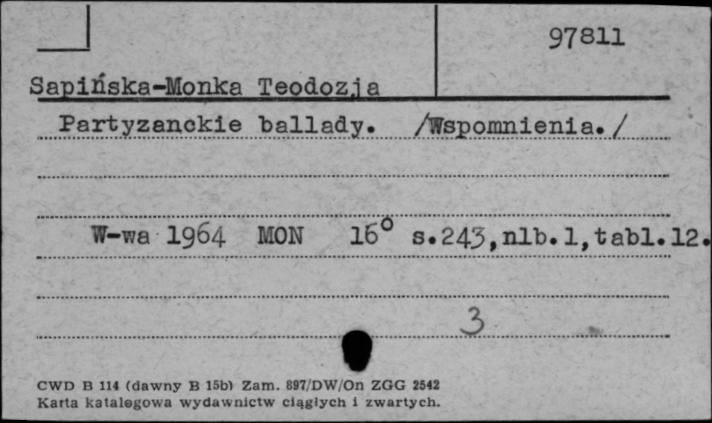 97811
Sapińska-Monka Teodozja
Partyzanckie ballady. /Wspomnienia./
W-wa 1964 MON 16° s.243,nlb.1,tabl.12.
3
CWD B 114 (dawny B 15b) Zam. 897/DW/On ZGG 2542
Karta katalogowa wydawnictw ciągłych i zwartych.